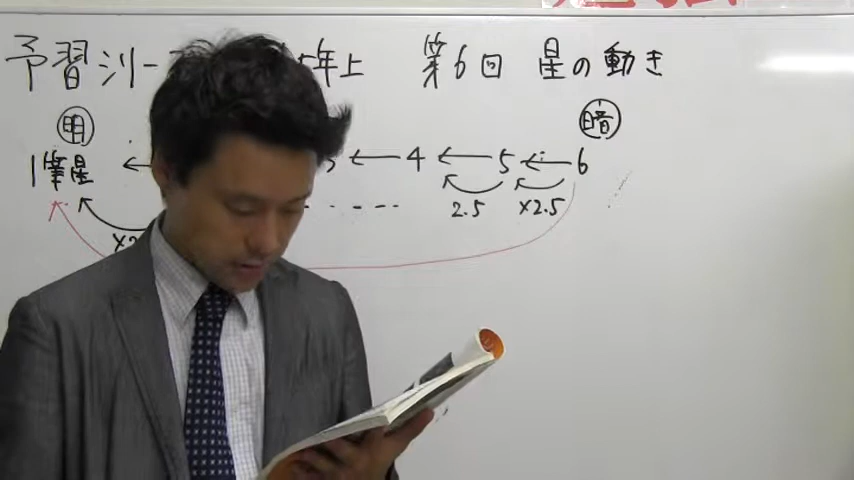 予習シリー 年上 第6回 星の動き
明 暗
1等星 ← ← 4 ← 5 ← 6
2.5 ×2.5